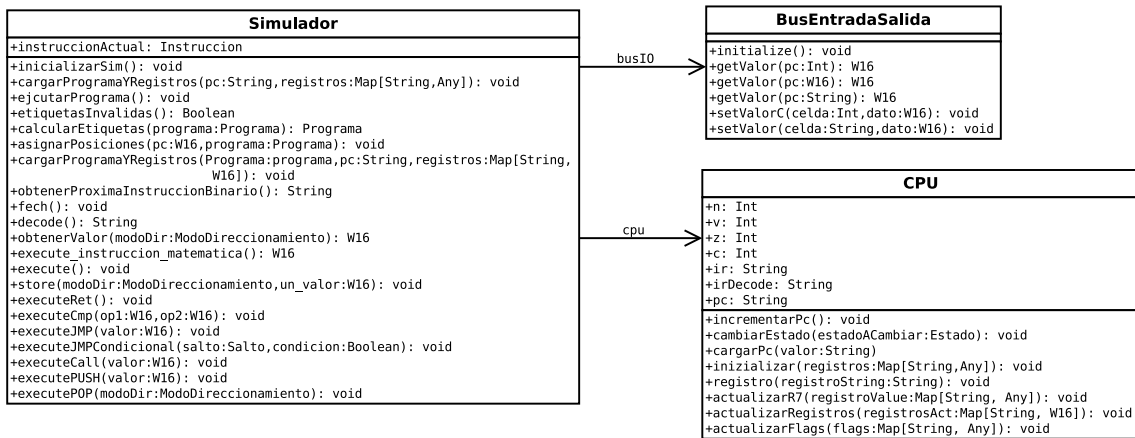 Simulador
+instruccionActual: Instruccion
+inicializarSim(): void
+cargarProgramaYRegistros(pc:String,registros:Map[String,Any]): void
+ejcutarPrograma(): void
+etiquetasInvalidas(): Boolean
+calcularEtiquetas(programa:Programa): Programa
+asignarPosiciones(pc:W16,programa:Programa): void
+cargarProgramaYRegistros(Programa:programa,pc:String,registros:Map[String,
W16]): void
+obtenerProximaInstruccionBinario(): String
+fech(): void
+decode(): String
+obtenerValor(modoDir:ModoDireccionamiento): W16
+execute_instruccion_matematica(): W16
+execute(): void
+store(modoDir:ModoDireccionamiento,un_valor:W16): void
+executeRet(): void
+executeCmp(op1:W16,op2:W16): void
+executeJMP(valor:W16): void
+executeJMPCondicional(salto:Salto,condicion:Boolean): void
+executeCall(valor:W16): void
+executePUSH(valor:W16): void
+executePOP(modoDir:ModoDireccionamiento): void
busIO
cpu
BusEntradaSalida
+initialize(): void
+getValor(pc:Int): W16
+getValor(pc:W16): W16
+getValor(pc:String): W16
+setValorC(celda:Int,dato:W16): void
+setValor(celda:String,dato:W16): void
CPU
+n: Int
+v: Int
+z: Int
+c: Int
+ir: String
+irDecode: String
+pc: String
+incrementarPc(): void
+cambiarEstado(estadoACambiar:Estado): void
+cargarPc(valor:String)
+inizializar(registros:Map[String,Any]): void
+registro(registroString:String): void
+actualizarR7(registroValue:Map[String, Any]): void
+actualizarRegistros(registrosAct:Map[String, W16]): void
+actualizarFlags(flags:Map[String, Any]): void